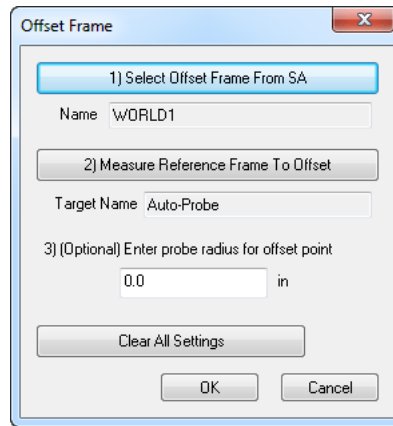 Offset Frame
1) Select Offset Frame From SA
Name WORLD1
2) Measure Reference Frame To Offset
Target Name Auto-Probe
3) (Optional) Enter probe radius for offset point
0.0 in
Clear All Settings
OK Cancel